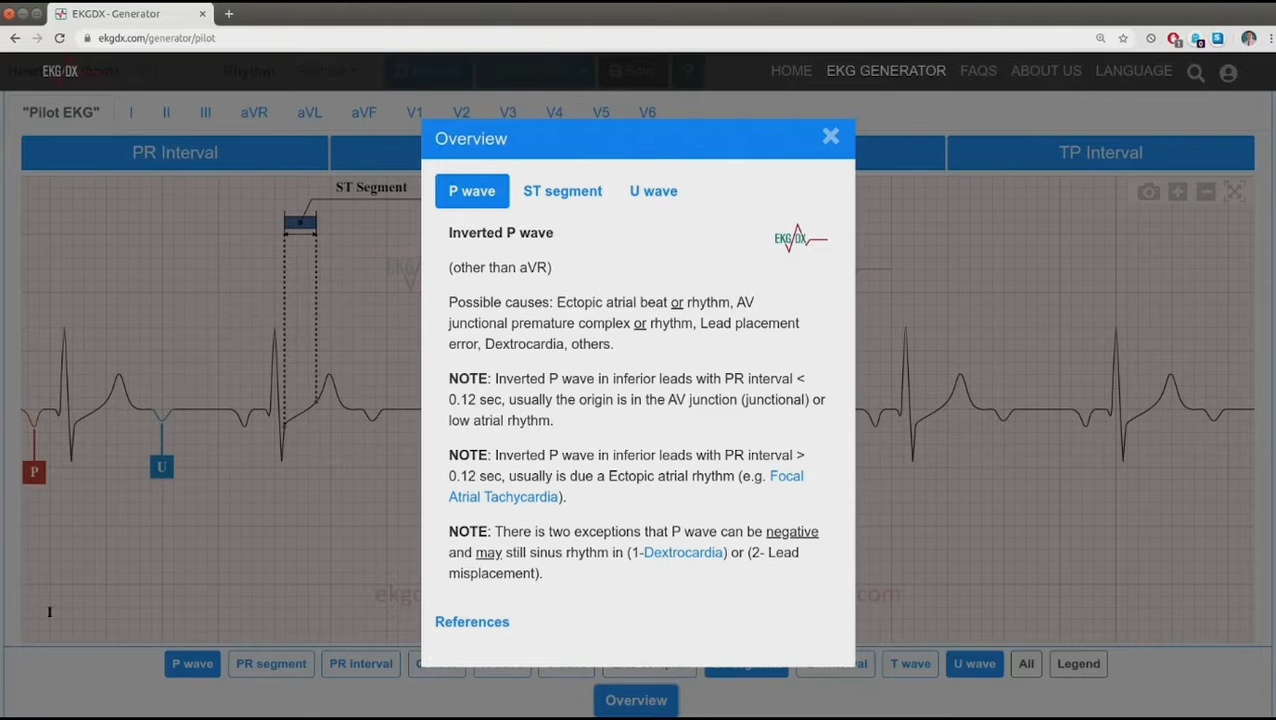 EKGDX - Generator
ekgdx.com/generator/pilot
Rhythm
Save
?
EKG DX
HOME
EKG GENERATOR
FAQS
ABOUT US
LANGUAGE
"Pilot EKG"
I
II
III
aVR
aVL
aVF
V1
V2
V3
V4
V5
V6
PR Interval
TP Interval
ST Segment
P
U
I
Overview
P wave
ST segment
U wave
Inverted P wave
EKG DX
(other than aVR)
Possible causes: Ectopic atrial beat or rhythm, AV
junctional premature complex or rhythm, Lead placement
error, Dextrocardia, others.
NOTE: Inverted P wave in inferior leads with PR interval <
0.12 sec, usually the origin is in the AV junction (junctional) or
low atrial rhythm.
NOTE: Inverted P wave in inferior leads with PR interval >
0.12 sec, usually is due a Ectopic atrial rhythm (e.g. Focal
Atrial Tachycardia).
NOTE: There is two exceptions that P wave can be negative
and may still sinus rhythm in (1-Dextrocardia) or (2- Lead
misplacement).
References
P wave
PR segment
PR interval
T wave
U wave
All
Legend
Overview